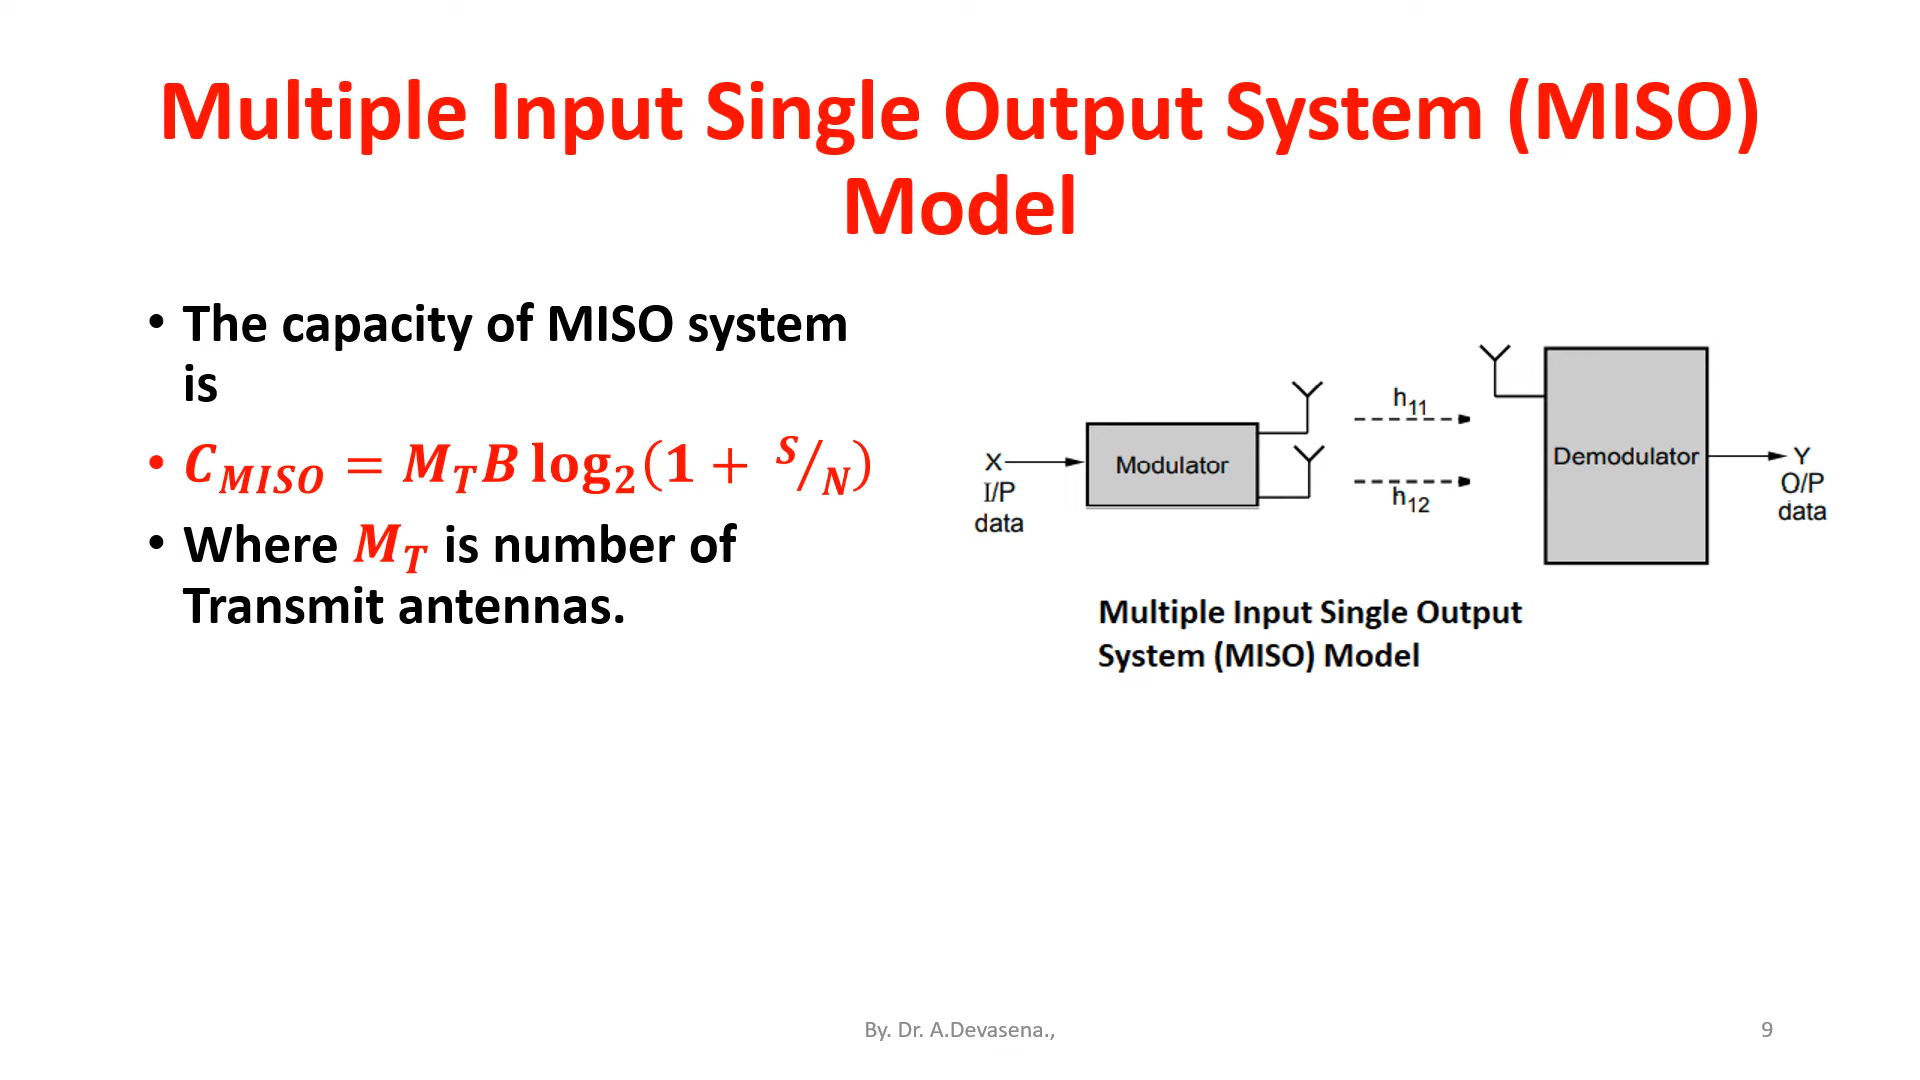 Multiple Input Single Output System (MISO)
Model
• The capacity of MISO system
is
• C_MISO = M_T B log₂(1 + S/N)
• Where M_T is number of
Transmit antennas.
X
I/P
data
Modulator
h₁₁
h₁₂
Demodulator
Y
O/P
data
Multiple Input Single Output
System (MISO) Model
By. Dr. A.Devasena.,
9